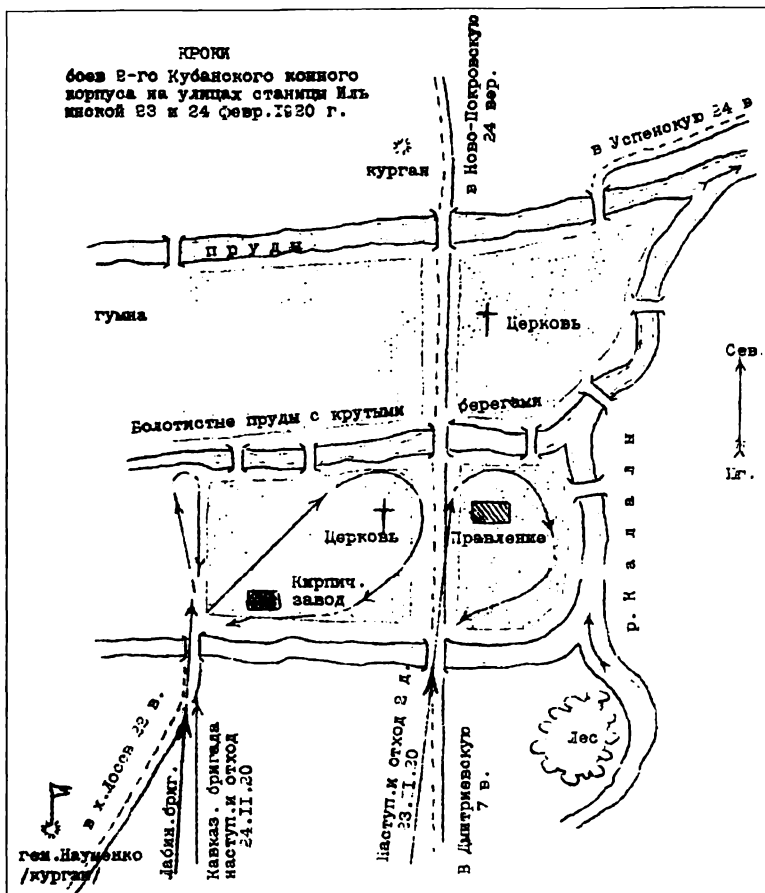 КРОКИ
боев 2-го Кубанского конного
корпуса на улицах станицы Иль
инской 23 и 24 февр.1920 г.
в Ново-Покровскую
24 вер.
в Успенскую 24 в
курган
пруды
гумна
Церковь
Сев.
Юг.
Болотистые пруды с крутыми берегами
р. Калалы
Церковь
Правление
Кирпич.
завод
Лес
в х.Лосев 22 в.
Лабин.бриг.
Кавказ. бригада
наступ.и отход
24.II.20
Наступ.и отход 2 д.
23.II.20
В Дмитриевскую
7 в.
ген.Науменко
/курган/